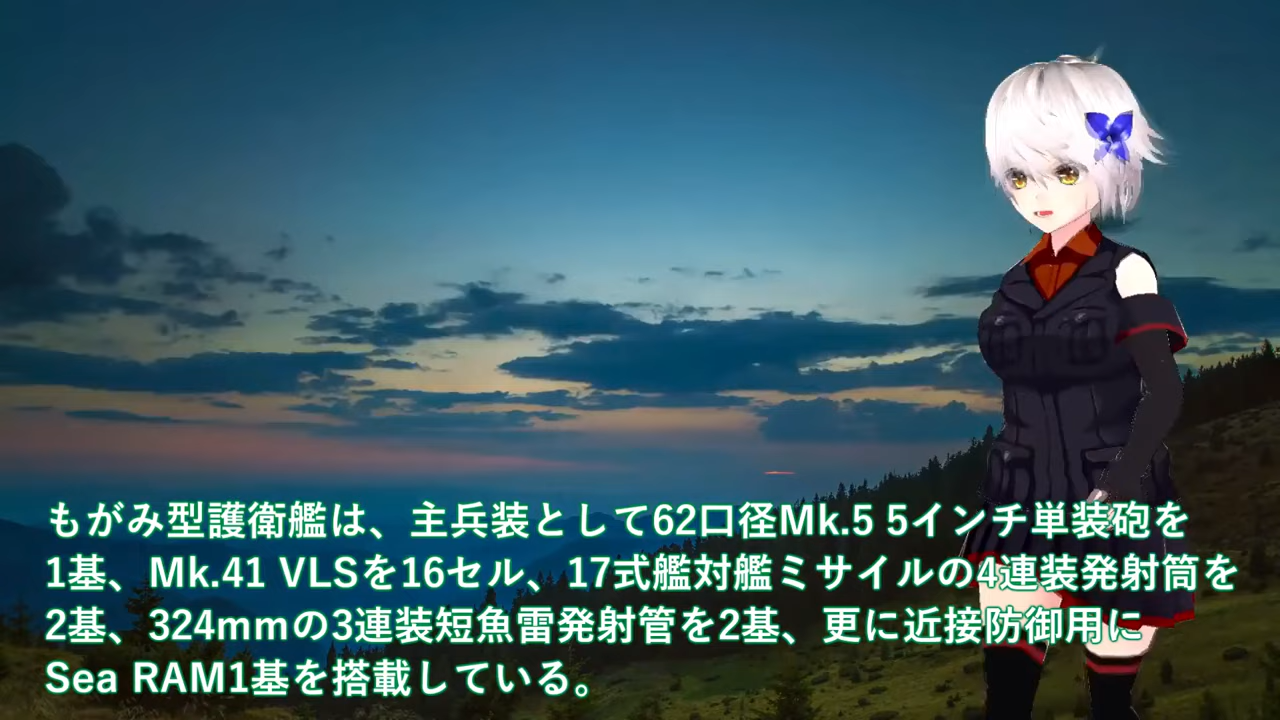 もがみ型護衛艦は、主兵装として62口径Mk.5 5インチ単装砲を
1基、Mk.41 VLSを16セル、17式艦対艦ミサイルの4連装発射筒を
2基、324mmの3連装短魚雷発射管を2基、更に近接防御用に
Sea RAM1基を搭載している。